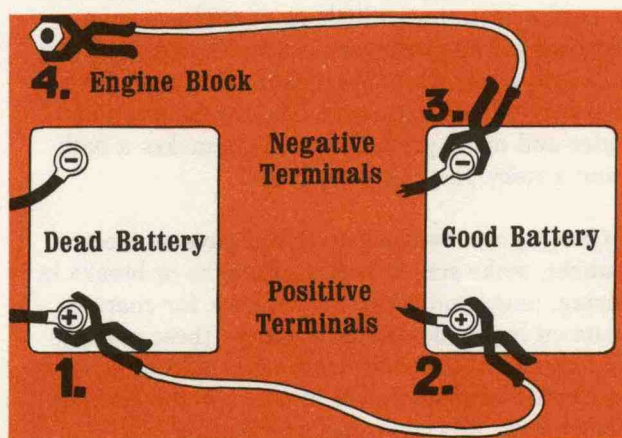 4. Engine Block
3.
Negative
Terminals
Dead Battery
Good Battery
Posititve
Terminals
1.
2.